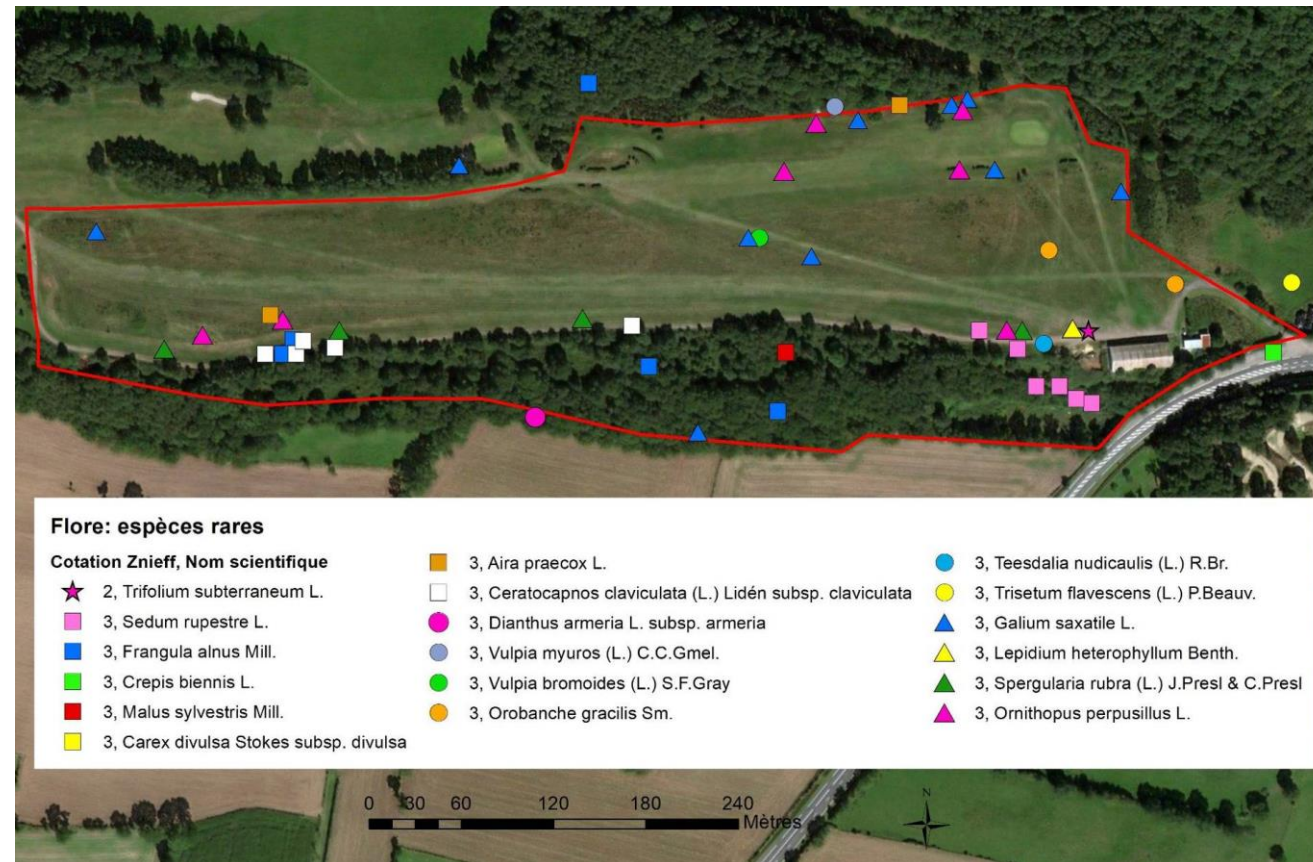 Flore: espèces rares
Cotation Znieff, Nom scientifique
2, Trifolium subterraneum L.
3, Sedum rupestre L.
3, Frangula alnus Mill.
3, Crepis biennis L.
3, Malus sylvestris Mill.
3, Carex divulsa Stokes subsp. divulsa
3, Aira praecox L.
3, Ceratocapnos claviculata (L.) Lidén subsp. claviculata
3, Dianthus armeria L. subsp. armeria
3, Vulpia myuros (L.) C.C.Gmel.
3, Vulpia bromoides (L.) S.F.Gray
3, Orobanche gracilis Sm.
3, Teesdalia nudicaulis (L.) R.Br.
3, Trisetum flavescens (L.) P.Beauv.
3, Galium saxatile L.
3, Lepidium heterophyllum Benth.
3, Spergularia rubra (L.) J.Presl & C.Presl
3, Ornithopus perpusillus L.
0 30 60 120 180 240
Mètres
N